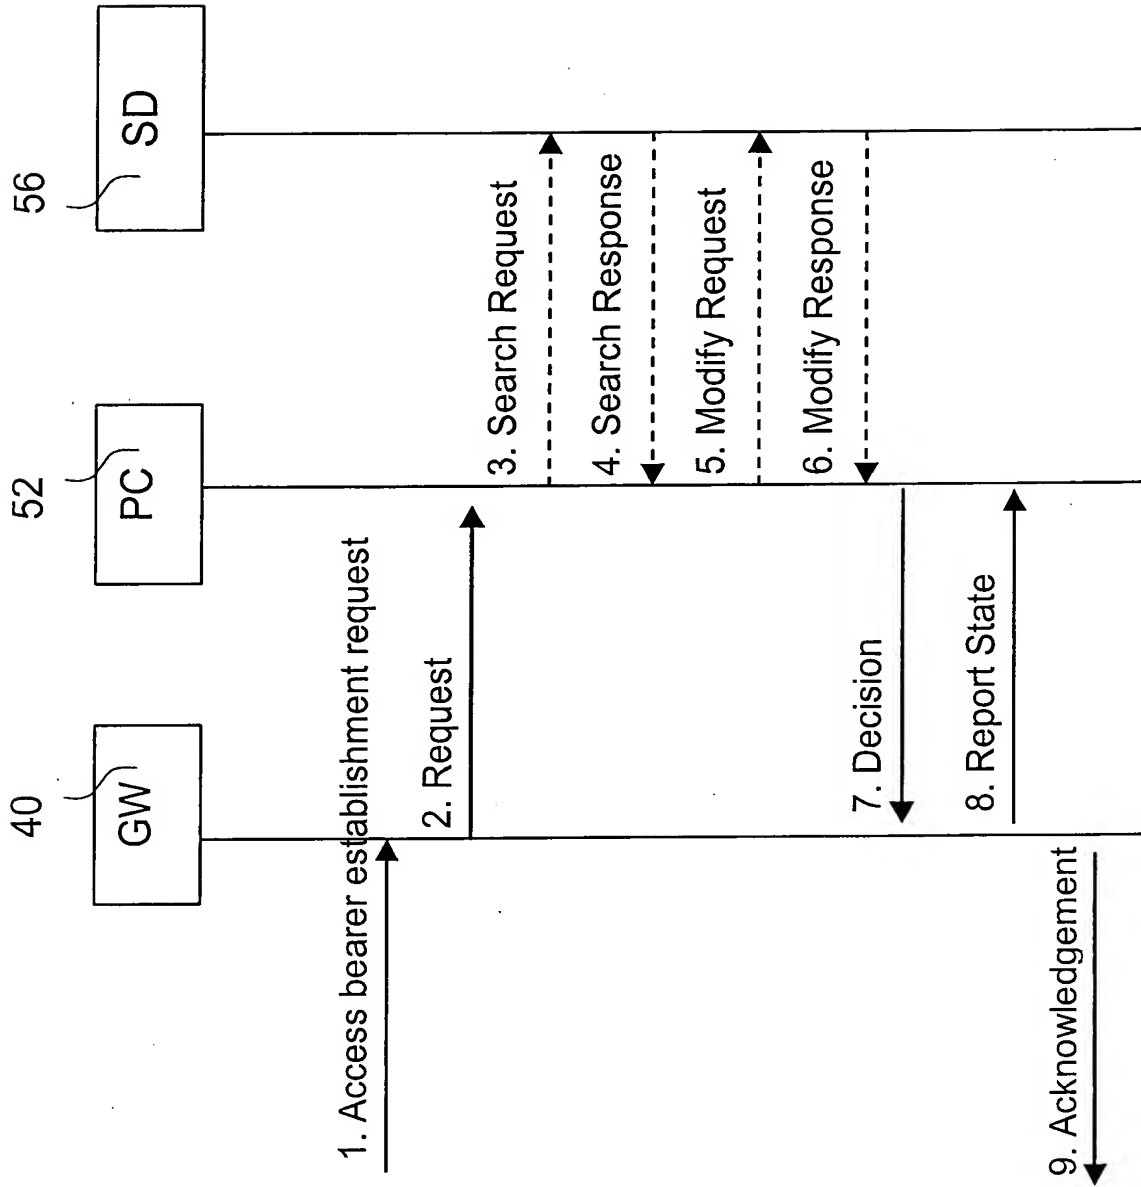 40
GW
52
PC
56
SD
1. Access bearer establishment request
2. Request
3. Search Request
4. Search Response
5. Modify Request
6. Modify Response
7. Decision
8. Report State
9. Acknowledgement